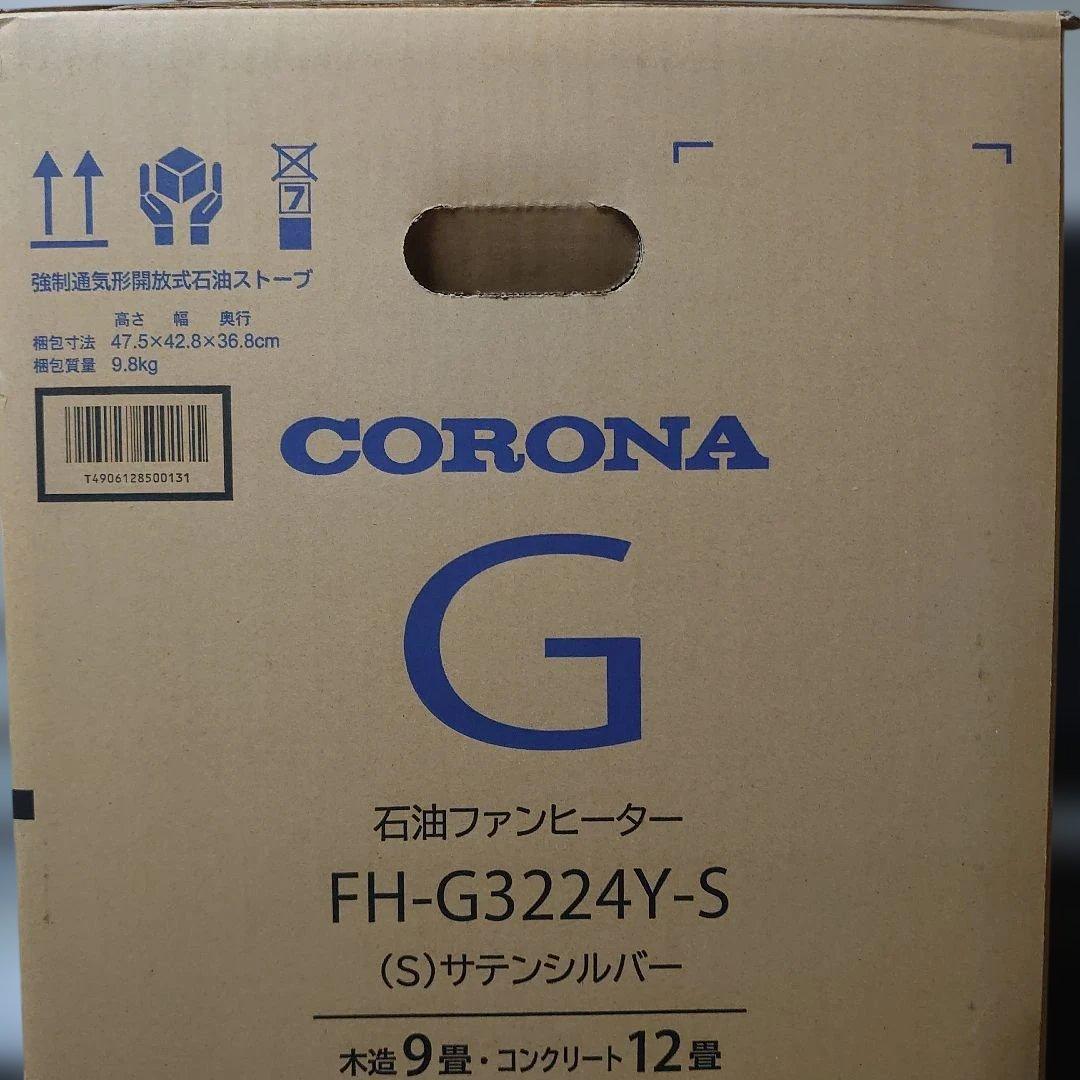 7
強制通気形開放式石油ストーブ
高さ 幅 奥行
梱包寸法 47.5×42.8×36.8cm
梱包質量 9.8kg
T4906128500131
CORONA
G
石油ファンヒーター
FH-G3224Y-S
(S)サテンシルバー
木造9畳・コンクリート12畳